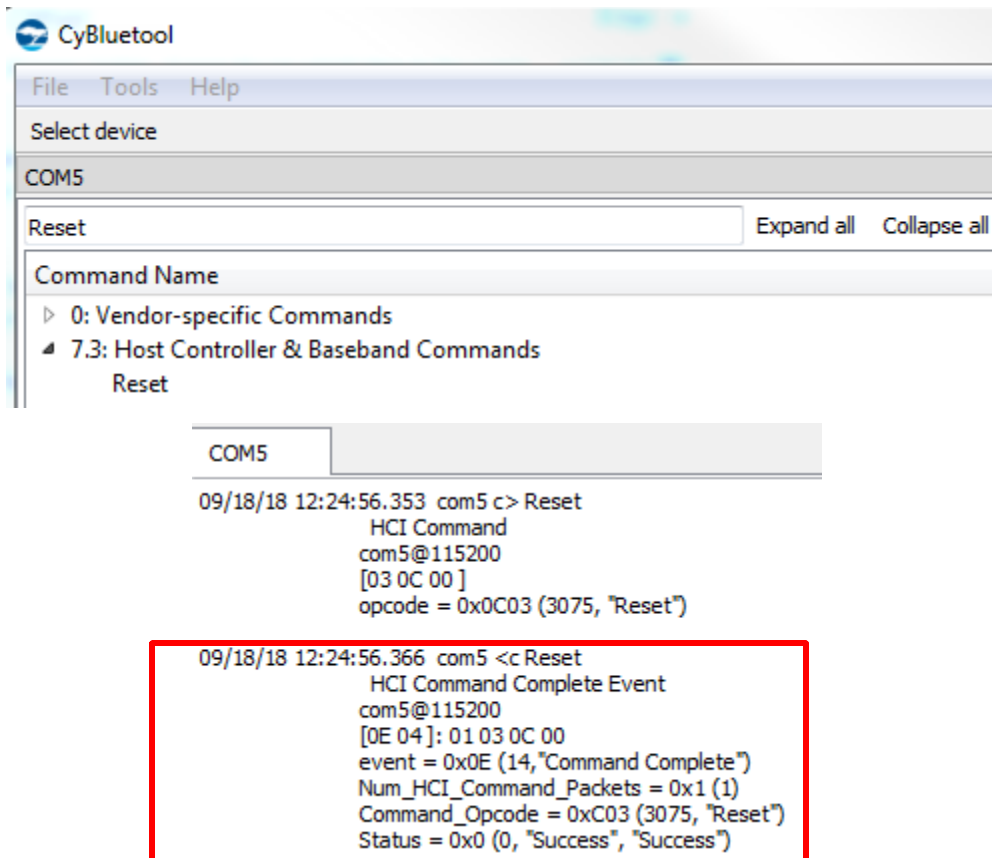 CyBluetool
File Tools Help
Select device
COM5
Reset Expand all Collapse all
Command Name
0: Vendor-specific Commands
7.3: Host Controller & Baseband Commands
Reset
COM5
09/18/18 12:24:56.353 com5 c> Reset
HCI Command
com5@115200
[03 0C 00 ]
opcode = 0x0C03 (3075, "Reset")
09/18/18 12:24:56.366 com5 <c Reset
HCI Command Complete Event
com5@115200
[0E 04 ]: 01 03 0C 00
event = 0x0E (14,"Command Complete")
Num_HCI_Command_Packets = 0x1 (1)
Command_Opcode = 0xC03 (3075, "Reset")
Status = 0x0 (0, "Success", "Success")